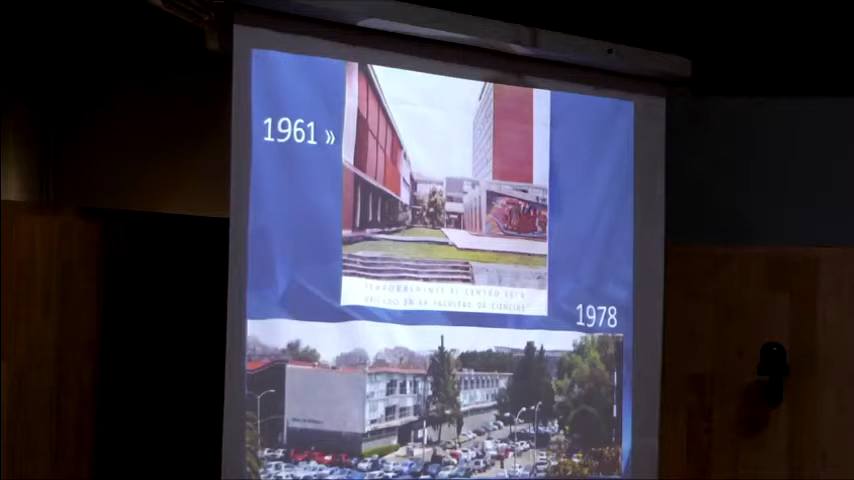 1961 »
TEMPORALMENTE EL CENTRO ESTÁ
UBICADO EN LA FACULTAD DE CIENCIAS
1978